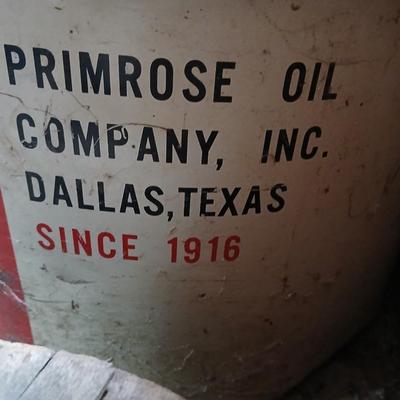 PRIMROSE OIL
COMPANY, INC.
DALLAS, TEXAS
SINCE 1916